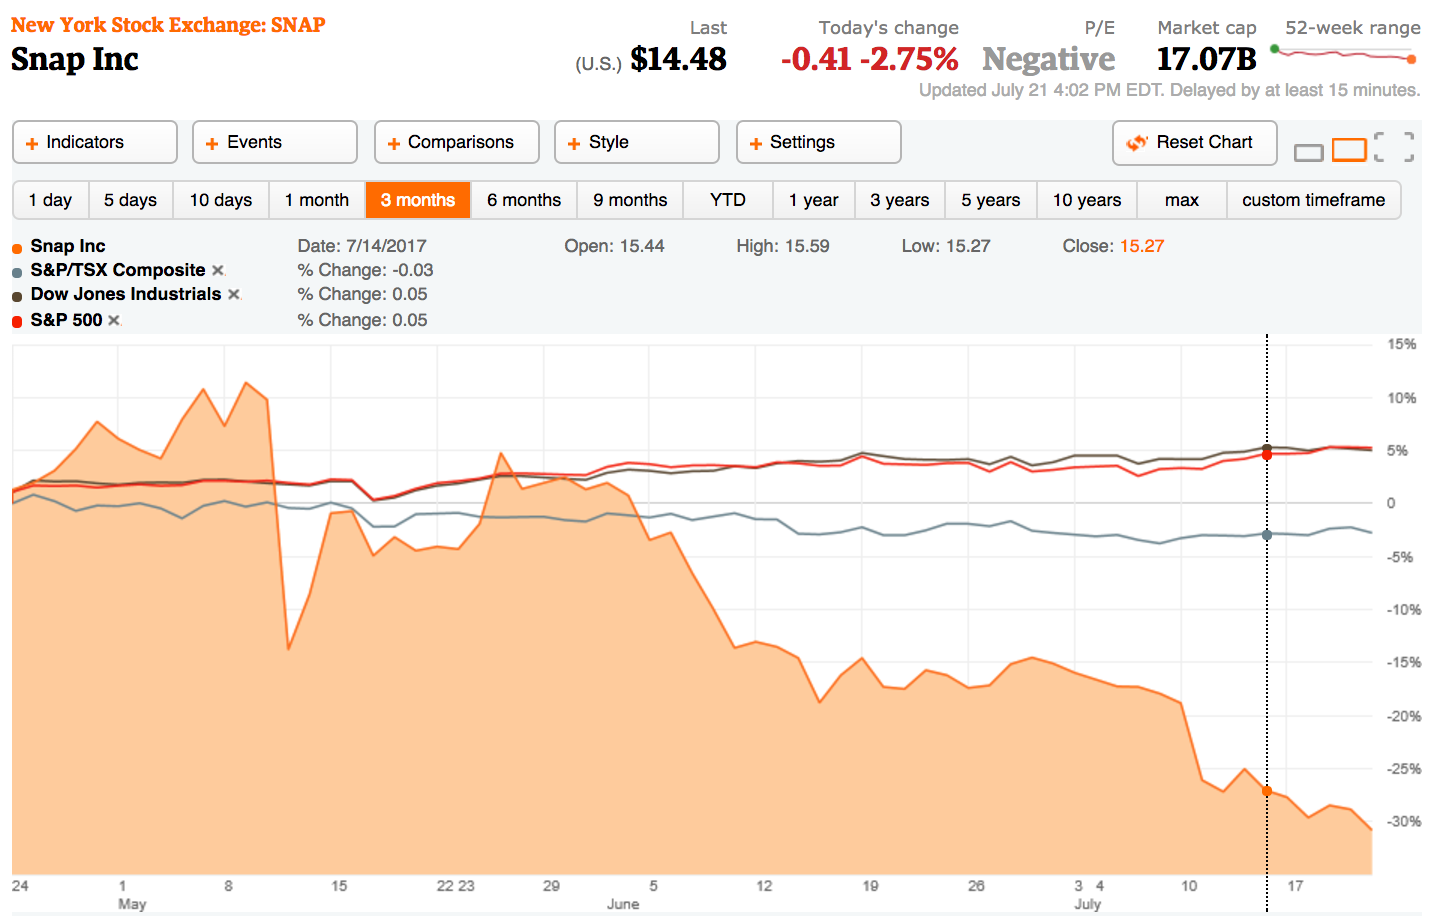 New York Stock Exchange: SNAP
Snap Inc
Last
(U.S.) $14.48
Today's change
-0.41 -2.75%
P/E
Negative
Market cap
17.07B
52-week range
Updated July 21 4:02 PM EDT. Delayed by at least 15 minutes.
+ Indicators + Events + Comparisons + Style + Settings Reset Chart
1 day 5 days 10 days 1 month 3 months 6 months 9 months YTD 1 year 3 years 5 years 10 years max custom timeframe
Snap Inc Date: 7/14/2017 Open: 15.44 High: 15.59 Low: 15.27 Close: 15.27
S&P/TSX Composite × % Change: -0.03
Dow Jones Industrials × % Change: 0.05
S&P 500 × % Change: 0.05
15%
10%
5%
0
-5%
-10%
-15%
-20%
-25%
-30%
24 1 8 15 22 23 29 5 12 19 26 3 4 10 17
May June July